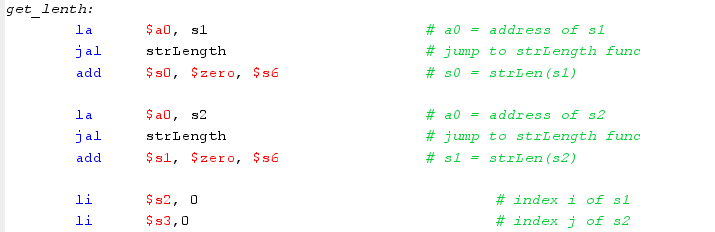 get_lenth:
la $a0, s1 # a0 = address of s1
jal strLength # jump to strLength func
add $s0, $zero, $s6 # s0 = strLen(s1)
la $a0, s2 # a0 = address of s2
jal strLength # jump to strLength func
add $s1, $zero, $s6 # s1 = strLen(s2)
li $s2, 0 # index i of s1
li $s3,0 # index j of s2